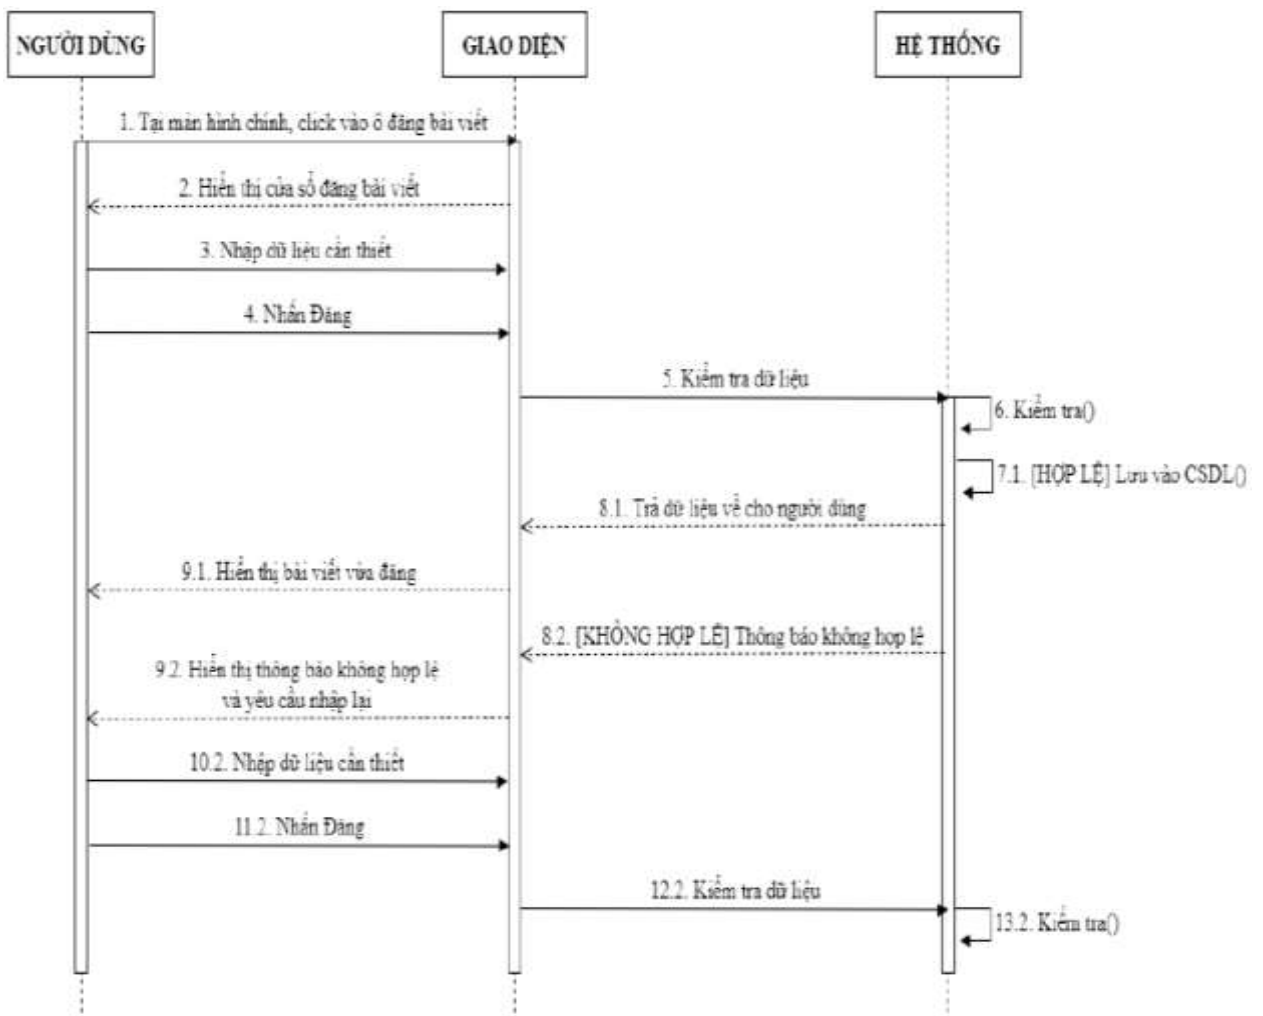 NGƯỜI DÙNG
GIAO DIỆN
HỆ THỐNG
1. Tại màn hình chính, click vào ô đăng bài viết
2. Hiển thị cửa sổ đăng bài viết
3. Nhập dữ liệu cần thiết
4. Nhấn Đăng
5. Kiểm tra dữ liệu
6. Kiểm tra()
7.1. [HỢP LỆ] Lưu vào CSDL()
8.1. Trả dữ liệu về cho người dùng
9.1. Hiển thị bài viết vừa đăng
8.2. [KHÔNG HỢP LỆ] Thông báo không hợp lệ
9.2. Hiển thị thông báo không hợp lệ
và yêu cầu nhập lại
10.2. Nhập dữ liệu cần thiết
11.2. Nhấn Đăng
12.2. Kiểm tra dữ liệu
13.2. Kiểm tra()